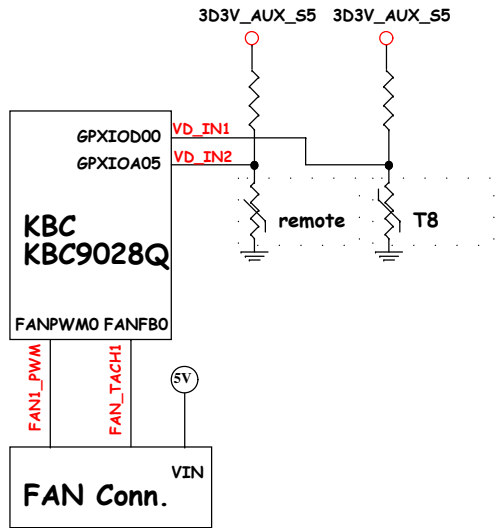 3D3V_AUX_S5 3D3V_AUX_S5
GPXIOD00 VD_IN1
GPXIOA05 VD_IN2
remote T8
KBC
KBC9028Q
FANPWM0 FANFB0
FAN1_PWM
FAN_TACH1
5V
VIN
FAN Conn.